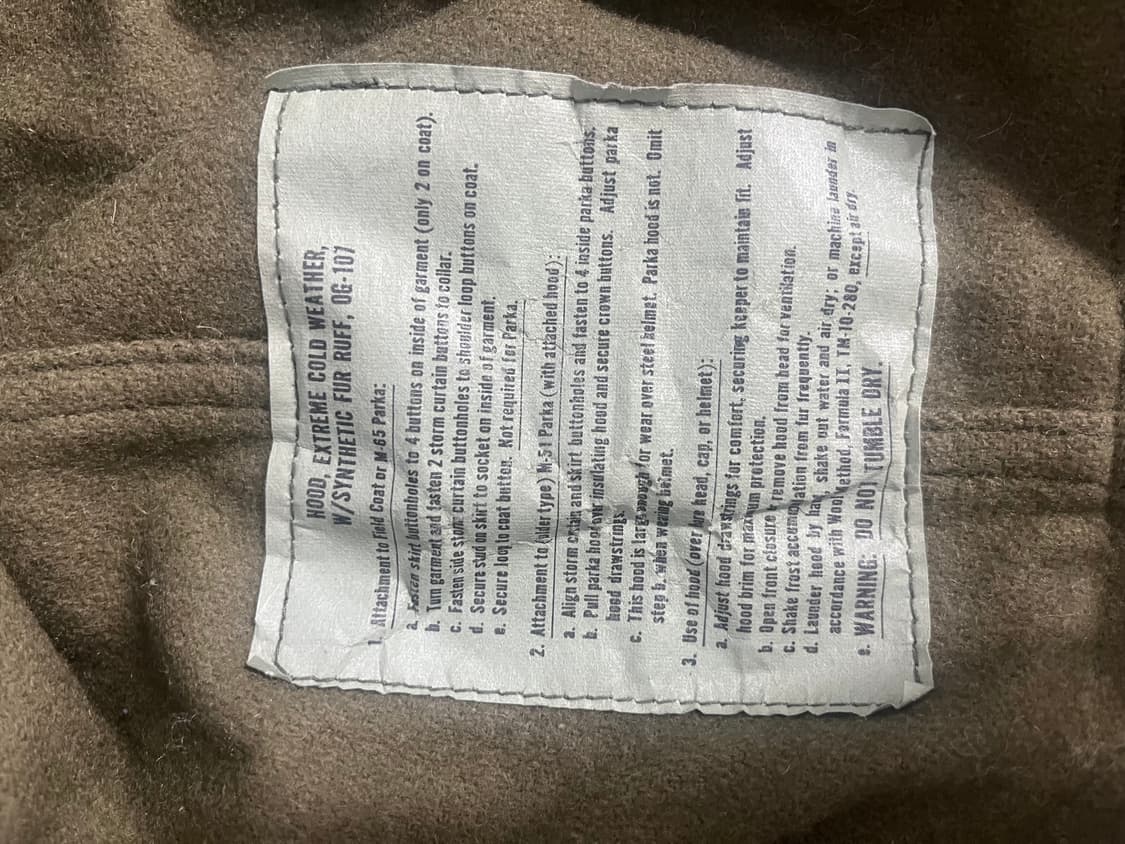 HOOD, EXTREME COLD WEATHER,
W/SYNTHETIC FUR RUFF, OG-107
1. Attachment to Field Coat or M-65 Parka:
a. Fasten skirt buttonholes to 4 buttons on inside of garment (only 2 on coat).
b. Turn garment and fasten 2 storm curtain buttons to collar.
c. Fasten side storm curtain buttonholes to shoulder loop buttons on coat.
d. Secure stud on skirt to socket on inside of garment.
e. Secure loop to coat button. Not required for Parka.
2. Attachment to (older type) M-51 Parka (with attached hood):
a. Align storm curtain and skirt buttonholes and fasten to 4 inside parka buttons.
b. Pull parka hood over insulating hood and secure crown buttons. Adjust parka
hood drawstrings.
c. This hood is large enough for wear over steel helmet. Parka hood is not. Omit
step b. when wearing helmet.
3. Use of hood (over bare head, cap, or helmet):
a. Adjust hood drawstrings for comfort, securing keeper to maintain fit. Adjust
hood brim for maximum protection.
b. Open front closure or remove hood from head for ventilation.
c. Shake frost accumulation from fur frequently.
d. Launder hood by hand, shake out water and air dry; or machine launder in
accordance with Wool Method, Formula II, TM-10-280, except air dry.
e. WARNING: DO NOT TUMBLE DRY.